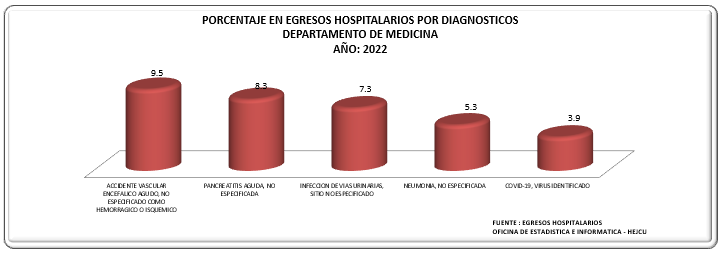 PORCENTAJE EN EGRESOS HOSPITALARIOS POR DIAGNOSTICOS
DEPARTAMENTO DE MEDICINA
AÑO: 2022
9.5
8.3
7.3
5.3
3.9
ACCIDENTE VASCULAR
ENCEFALICO AGUDO, NO
ESPECIFICADO COMO
HEMORRAGICO O ISQUEMICO
PANCREATITIS AGUDA, NO
ESPECIFICADA
INFECCION DE VIAS URINARIAS,
SITIO NO ESPECIFICADO
NEUMONIA, NO ESPECIFICADA
COVID-19, VIRUS IDENTIFICADO
FUENTE : EGRESOS HOSPITALARIOS
OFICINA DE ESTADISTICA E INFORMATICA - HEJCU